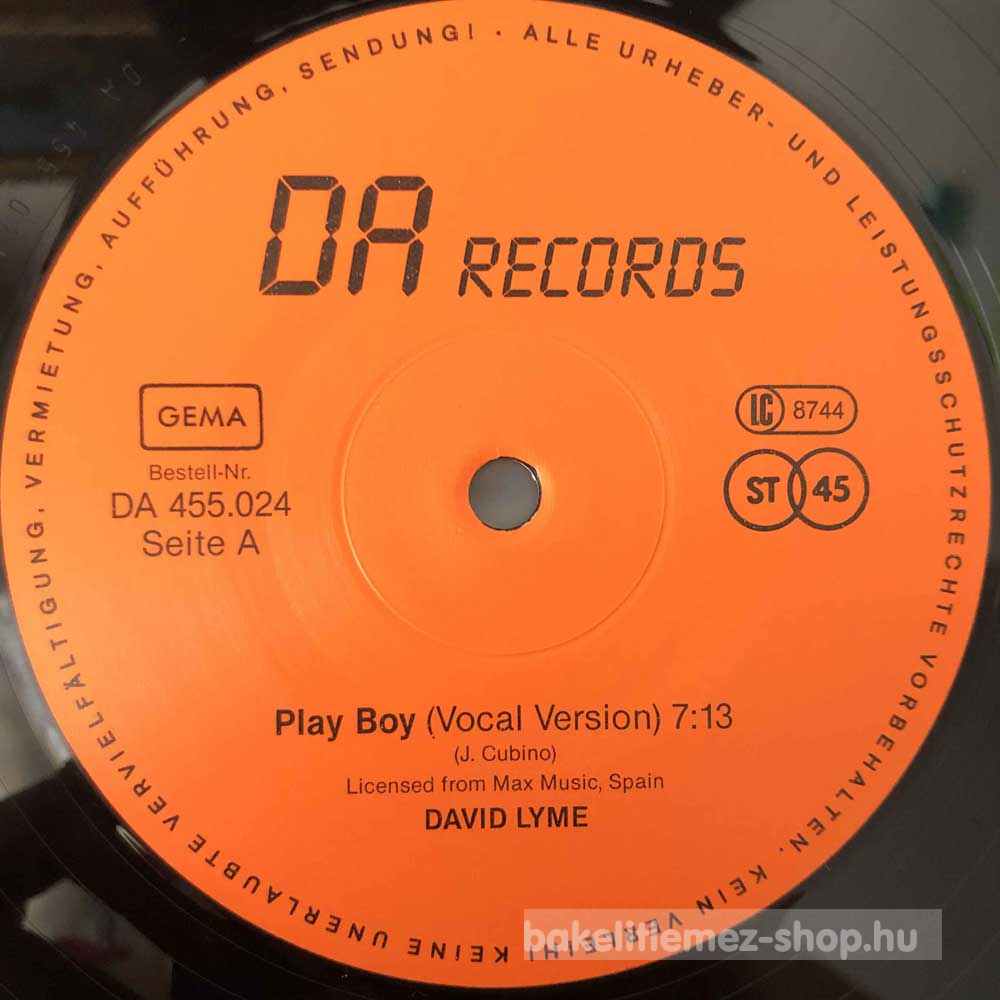 ALLE URHEBER- UND LEISTUNGSSCHUTZRECHTE VORBEHALTEN. KEIN VERLEIH! KEINE UNERLAUBTE VERVIELFÄLTIGUNG, VERMIETUNG, AUFFÜHRUNG, SENDUNG! ·
DA RECORDS
GEMA
LC 8744
Bestell-Nr.
DA 455.024
Seite A
ST 45
Play Boy (Vocal Version) 7:13
(J. Cubino)
Licensed from Max Music, Spain
DAVID LYME
bakelitlemez-shop.hu